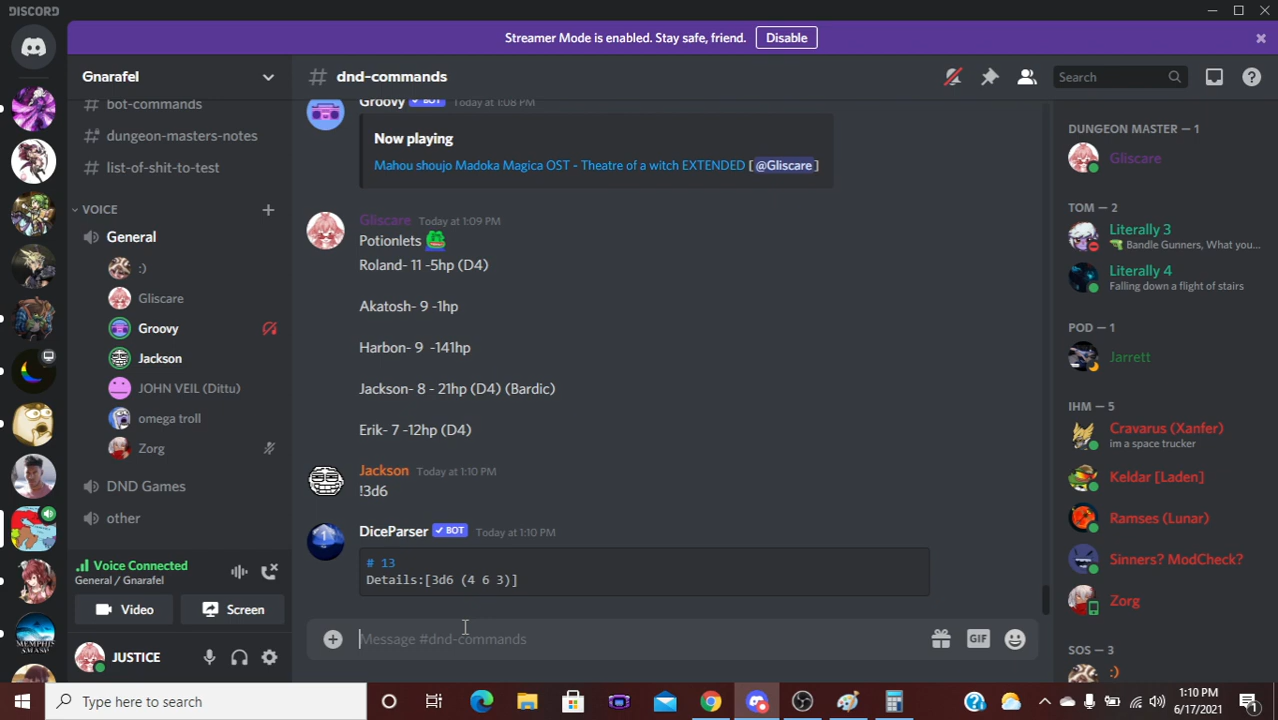 DISCORD
Streamer Mode is enabled. Stay safe, friend. Disable
Gnarafel
# dnd-commands
Search
# bot-commands
# dungeon-masters-notes
# list-of-shit-to-test
VOICE
General
:)
Gliscare
Groovy
Jackson
JOHN VEIL (Dittu)
omega troll
Zorg
DND Games
other
Voice Connected
General / Gnarafel
Video
Screen
JUSTICE
Groovy BOT Today at 1:08 PM
Now playing
Mahou shoujo Madoka Magica OST - Theatre of a witch EXTENDED [@Gliscare]
Gliscare Today at 1:09 PM
Potionlets
Roland- 11 -5hp (D4)
Akatosh- 9 -1hp
Harbon- 9 -141hp
Jackson- 8 - 21hp (D4) (Bardic)
Erik- 7 -12hp (D4)
Jackson Today at 1:10 PM
!3d6
DiceParser BOT Today at 1:10 PM
# 13
Details:[3d6 (4 6 3)]
Message #dnd-commands
GIF
DUNGEON MASTER — 1
Gliscare
TOM — 2
Literally 3
Bandle Gunners, What you...
Literally 4
Falling down a flight of stairs
POD — 1
Jarrett
IHM — 5
Cravarus (Xanfer)
im a space trucker
Keldar [Laden]
Ramses (Lunar)
Sinners? ModCheck?
Zorg
SOS — 3
:)
MEMPHIS
SMASH
Type here to search
1:10 PM
6/17/2021
1